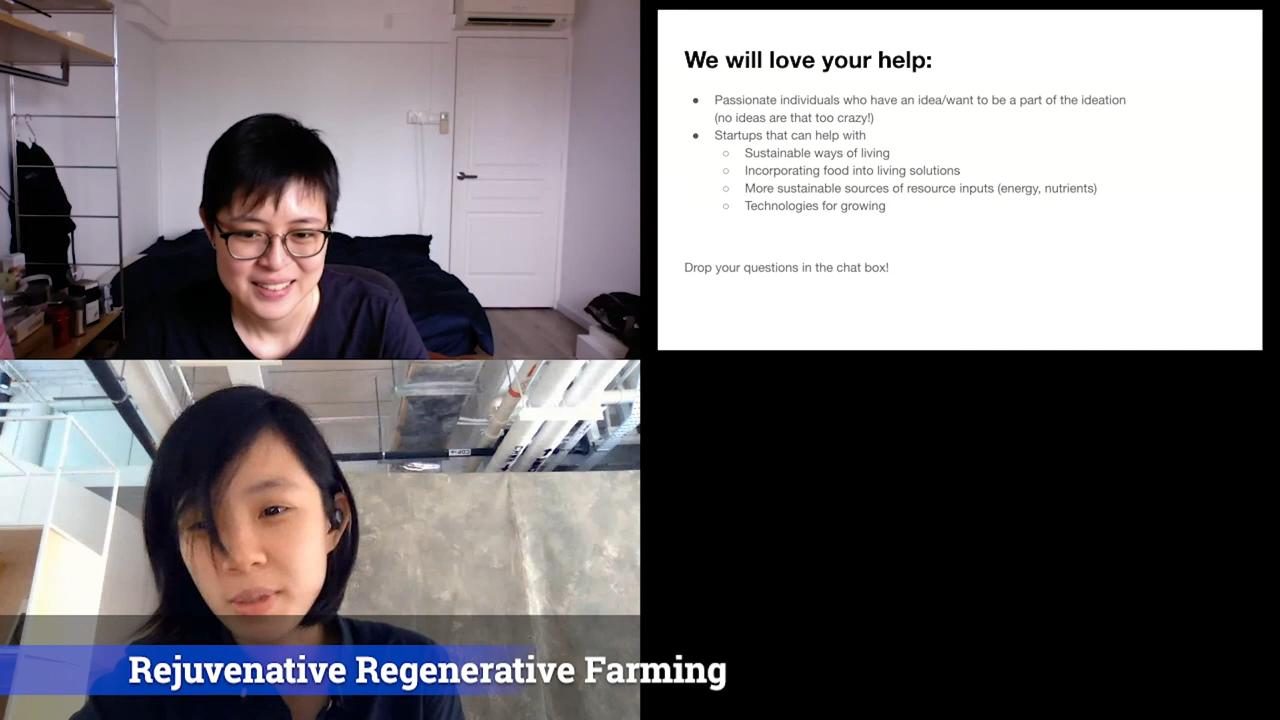 We will love your help:
● Passionate individuals who have an idea/want to be a part of the ideation
(no ideas are that too crazy!)
● Startups that can help with
○ Sustainable ways of living
○ Incorporating food into living solutions
○ More sustainable sources of resource inputs (energy, nutrients)
○ Technologies for growing
Drop your questions in the chat box!
Rejuvenative Regenerative Farming